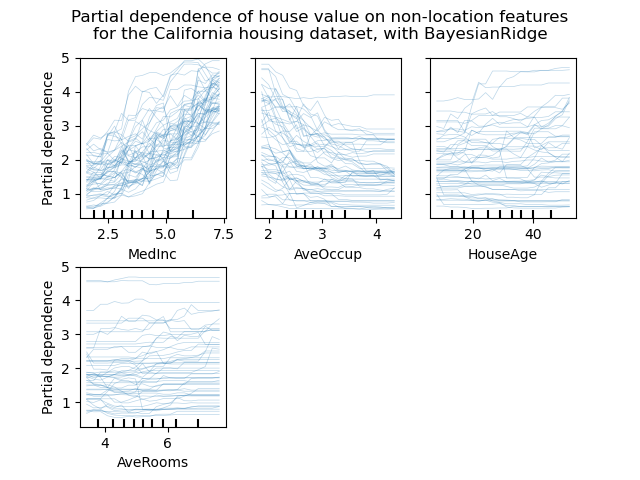 Partial dependence of house value on non-location features
for the California housing dataset, with BayesianRidge
5
4
3
2
1
Partial dependence
2.5 5.0 7.5
MedInc
2 3 4
AveOccup
20 40
HouseAge
5
4
3
2
1
Partial dependence
4 6
AveRooms